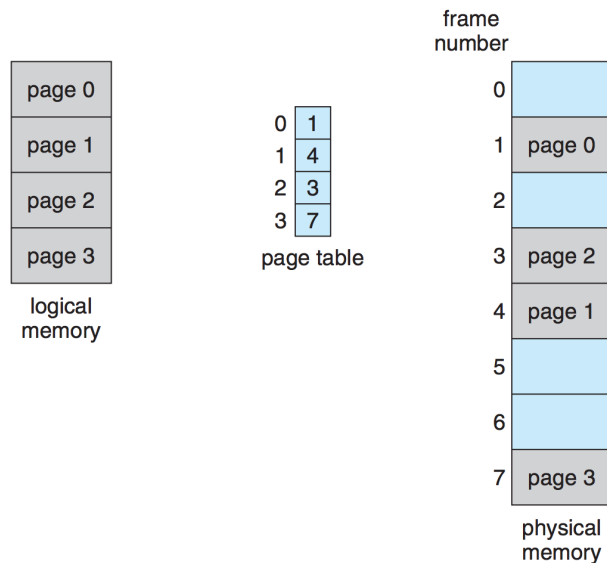 page 0
page 1
page 2
page 3
logical
memory
0 1
1 4
2 3
3 7
page table
frame
number
0
1 page 0
2
3 page 2
4 page 1
5
6
7 page 3
physical
memory